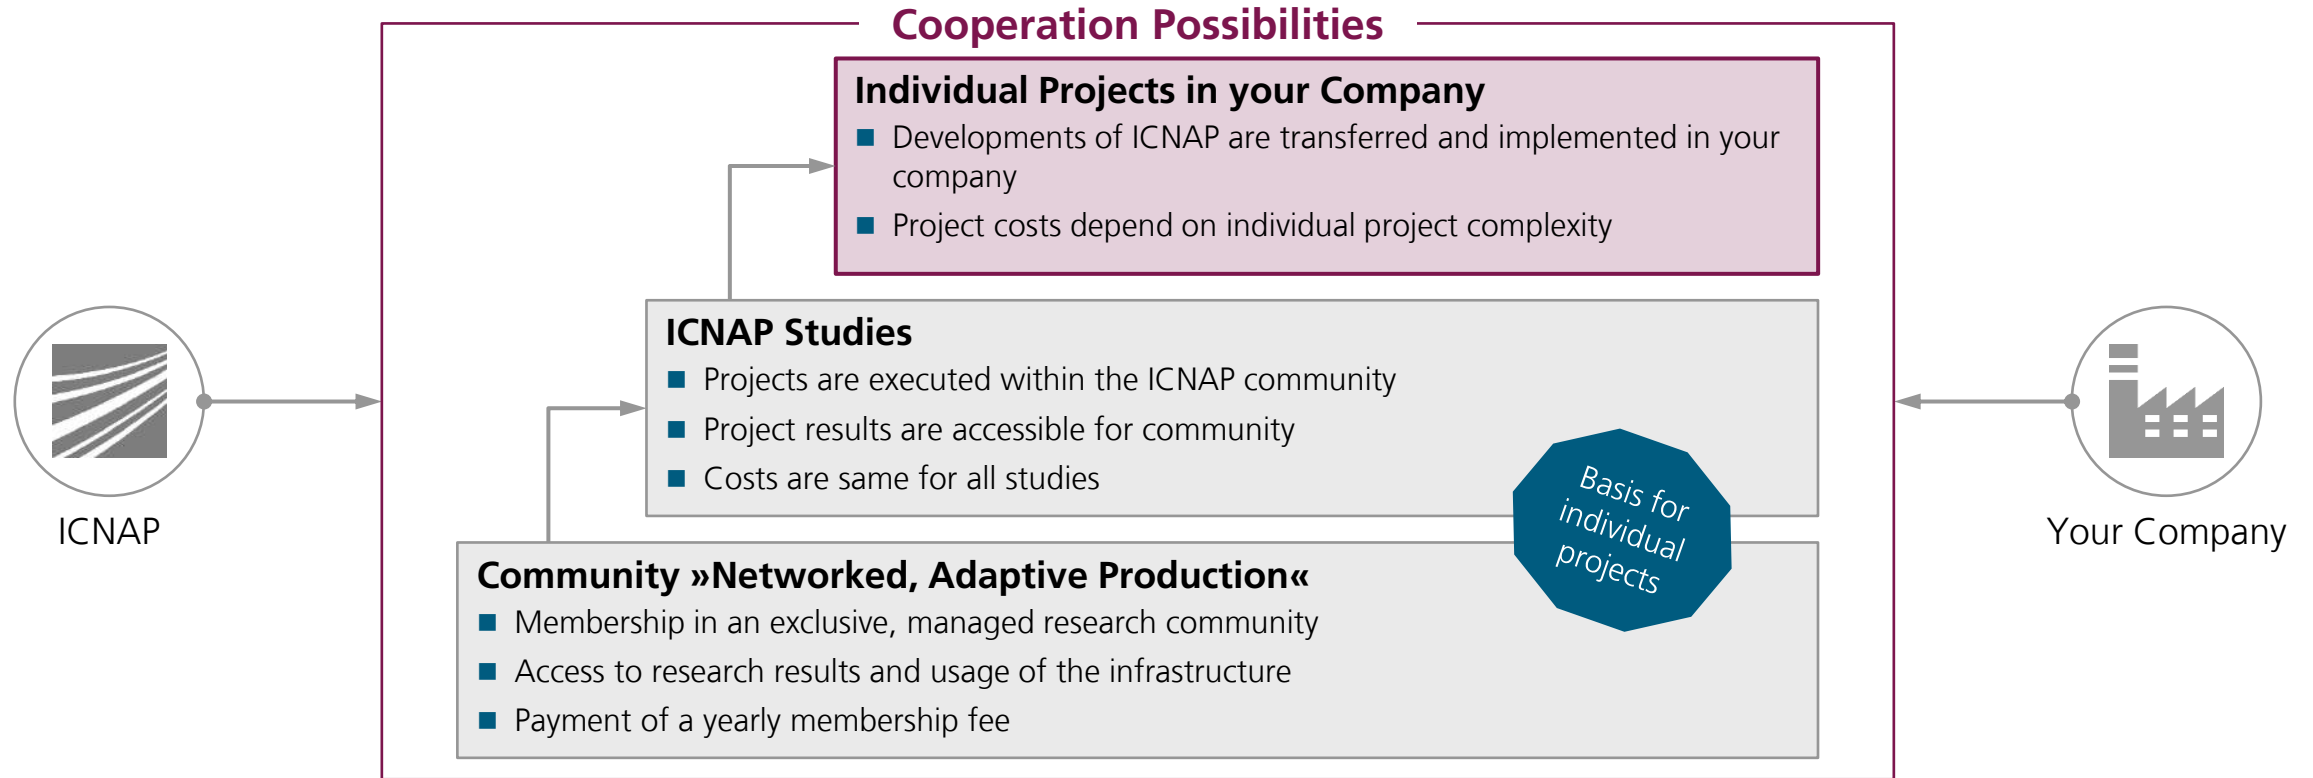 Cooperation Possibilities
Individual Projects in your Company
Developments of ICNAP are transferred and implemented in your
company
Project costs depend on individual project complexity
ICNAP Studies
Projects are executed within the ICNAP community
Project results are accessible for community
Costs are same for all studies
Basis for
individual
projects
Community »Networked, Adaptive Production«
Membership in an exclusive, managed research community
Access to research results and usage of the infrastructure
Payment of a yearly membership fee
ICNAP
Your Company